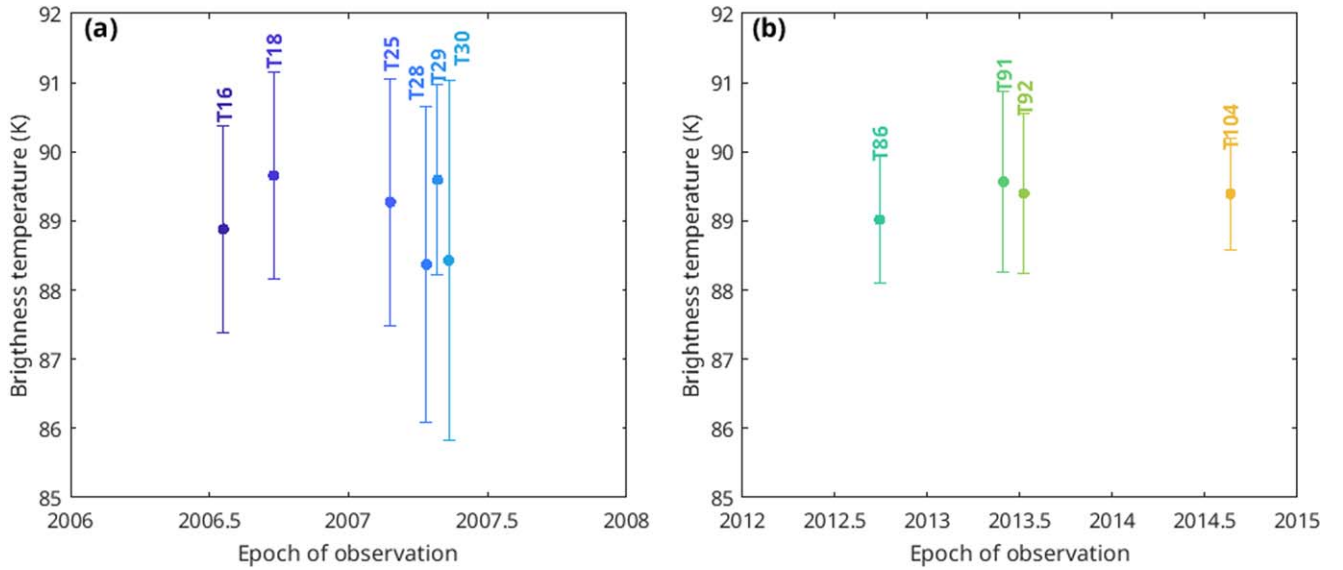 (a)
92
91
90
89
88
87
86
85
Brigthness temperature (K)
T16
T18
T25
T28
T29
T30
2006
2006.5
2007
2007.5
2008
Epoch of observation
(b)
92
91
90
89
88
87
86
85
Brightness temperature (K)
T86
T91
T92
T104
2012
2012.5
2013
2013.5
2014
2014.5
2015
Epoch of observation